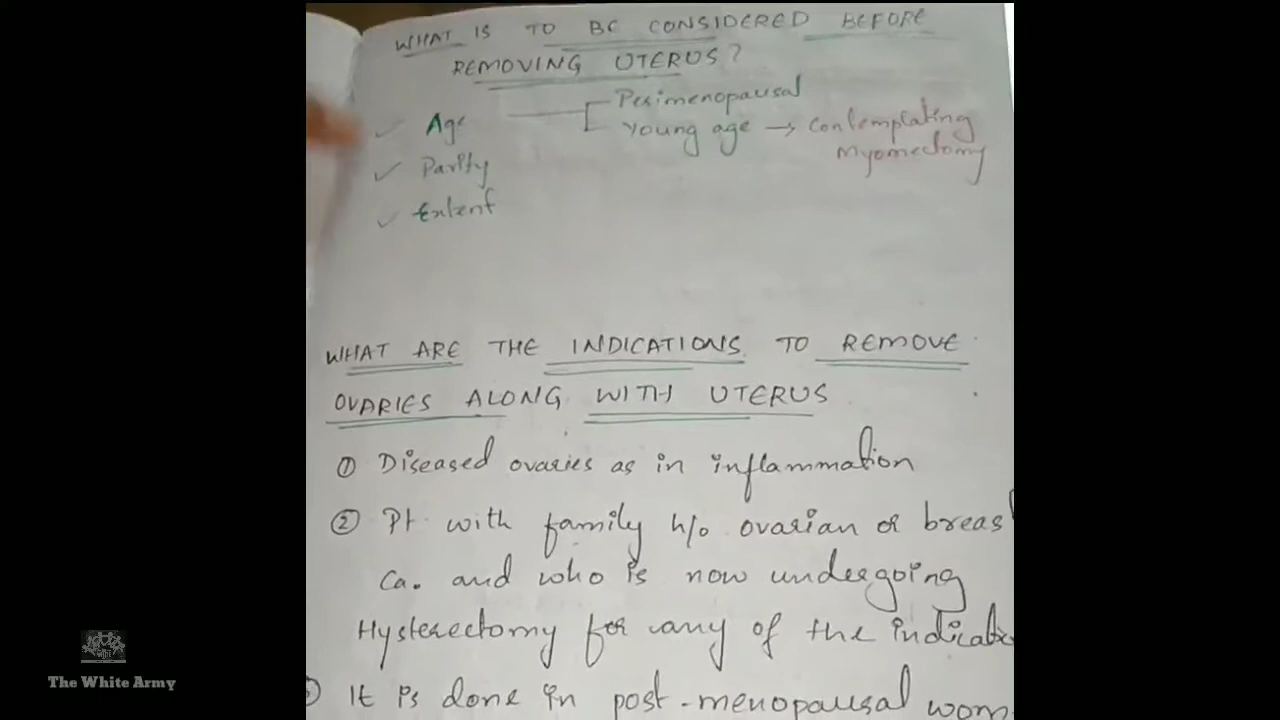 WHAT IS TO BE CONSIDERED BEFORE
REMOVING UTERUS?
Age
Perimenopausal
Young age → Contemplating
Myomectomy
Parity
Extent
WHAT ARE THE INDICATIONS TO REMOVE
OVARIES ALONG WITH UTERUS
① Diseased ovaries as in inflammation
② Pt. with family h/o ovarian or breas
Ca. and who is now undergoing
Hysterectomy for any of the indicatio
It is done in post-menopausal wom
The White Army